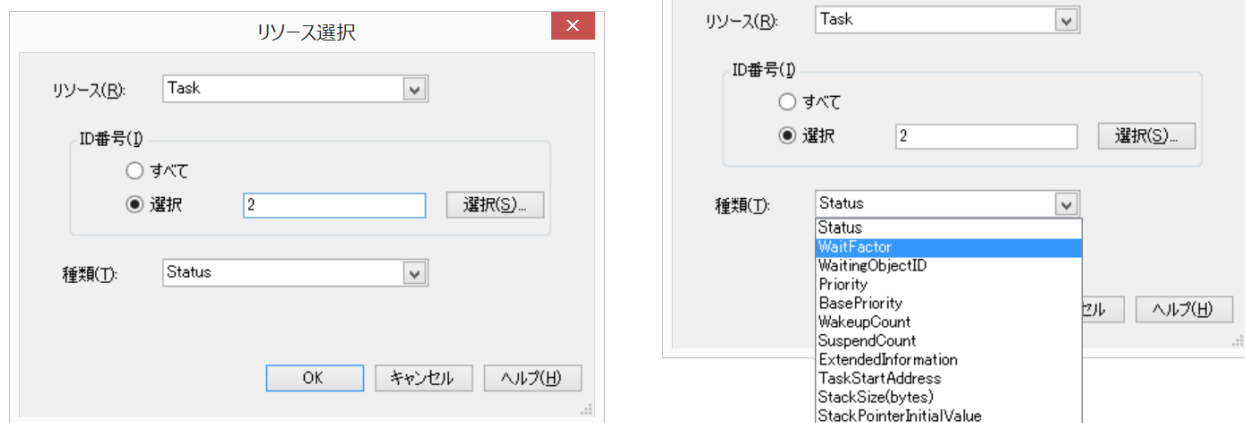 リソース選択
リソース(R): Task
ID番号(I)
すべて
選択 2 選択(S)...
種類(T): Status
OK キャンセル ヘルプ(H)
リソース(R): Task
ID番号(I)
すべて
選択 2 選択(S)...
種類(T): Status
Status
WaitFactor
WaitingObjectID
Priority
BasePriority
WakeupCount
SuspendCount
ExtendedInformation
TaskStartAddress
StackSize(bytes)
StackPointerInitialValue
セル ヘルプ(H)